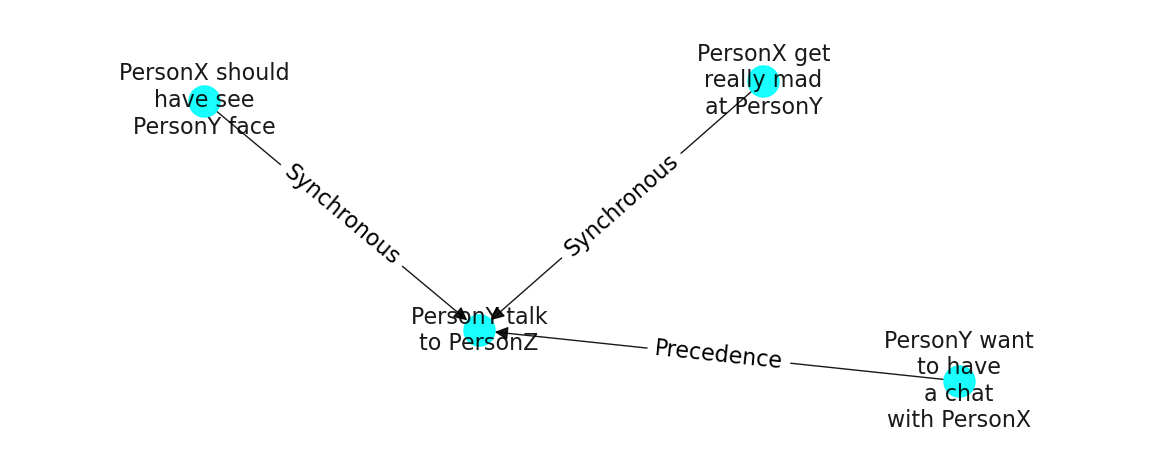 PersonX should
have see
PersonY face
PersonX get
really mad
at PersonY
Synchronous
Synchronous
PersonY talk
to PersonZ
Precedence
PersonY want
to have
a chat
with PersonX